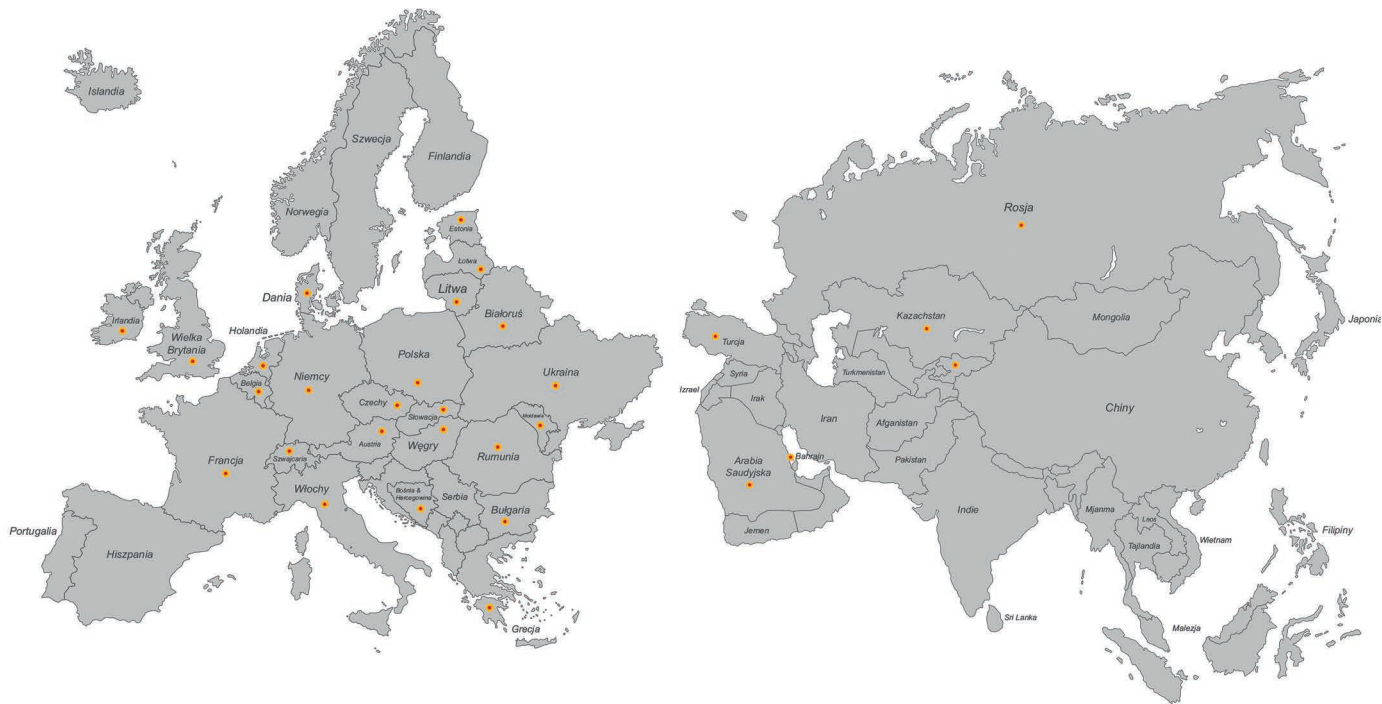 Islandia
Szwecja
Finlandia
Norwegia
Estonia
Łotwa
Litwa
Dania
Białoruś
Irlandia
Wielka
Brytania
Holandia
Polska
Belgia
Niemcy
Ukraina
Czechy
Słowacja
Mołdawia
Austria
Węgry
Rumunia
Szwajcaria
Francja
Włochy
Bośnia &
Hercegowina
Serbia
Bułgaria
Portugalia
Hiszpania
Grecja
Rosja
Kazachstan
Mongolia
Japonia
Turcja
Syria
Turkmenistan
Izrael
Irak
Iran
Afganistan
Chiny
Arabia
Saudyjska
Bahrain
Pakistan
Jemen
Indie
Mjanma
Laos
Tajlandia
Wietnam
Filipiny
Sri Lanka
Malezja